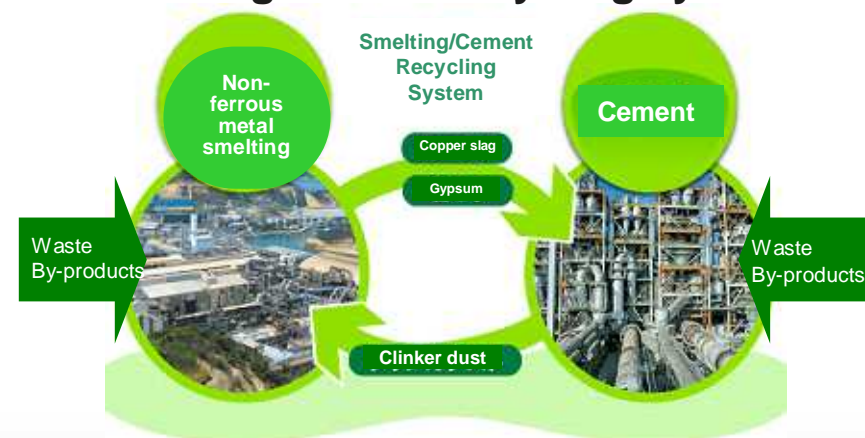 Smelting/Cement
Recycling
System
Non-
ferrous
metal
smelting
Cement
Copper slag
Gypsum
Waste
By-products
Waste
By-products
Clinker dust